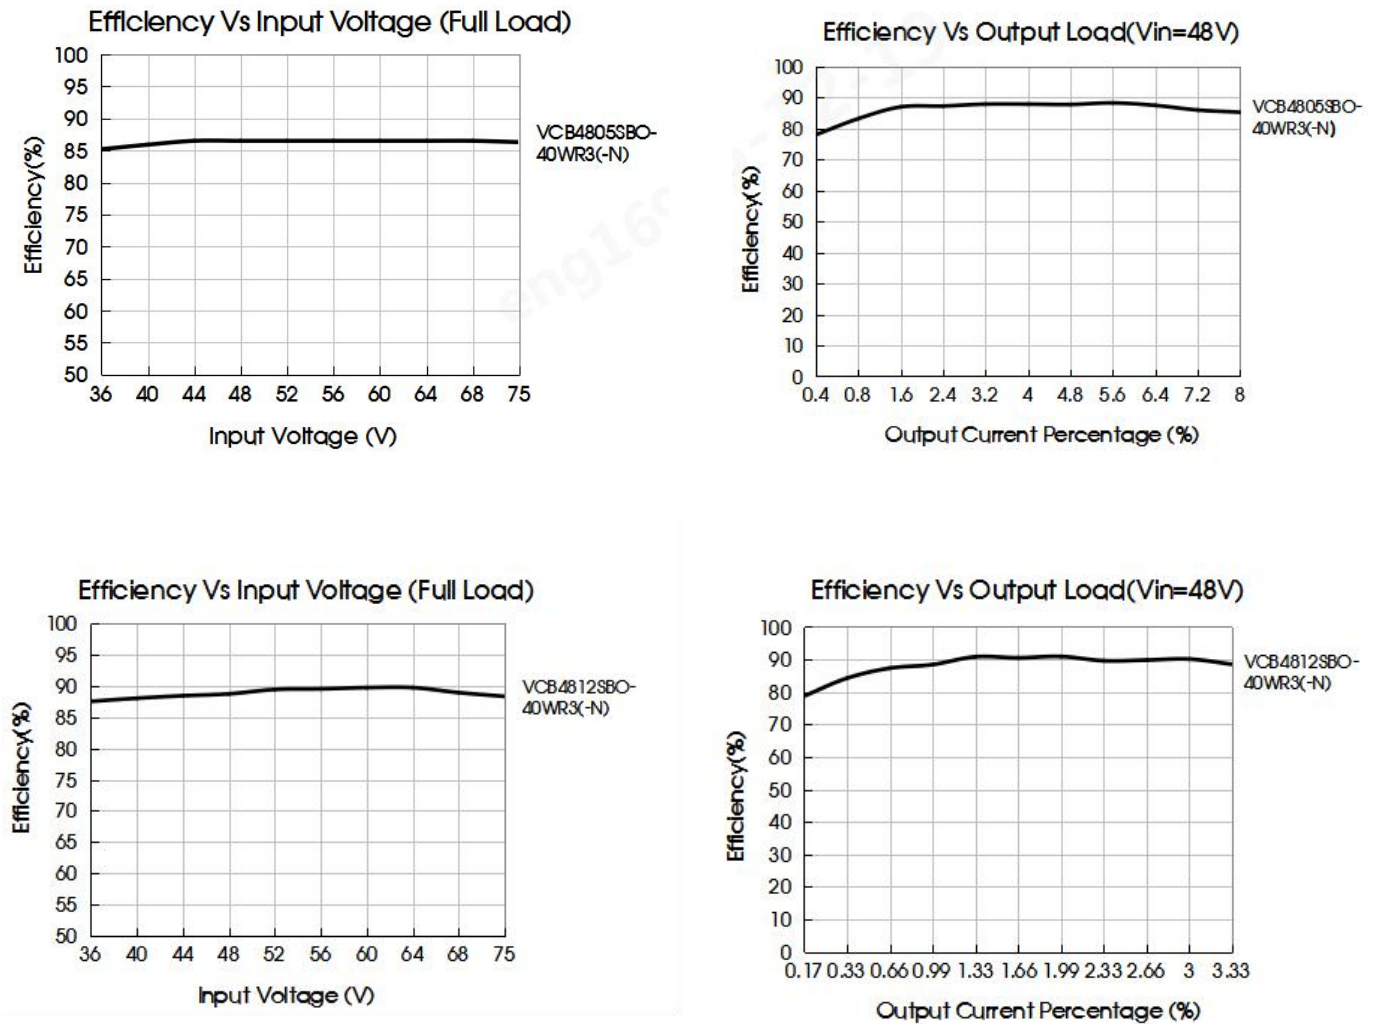 Efficiency Vs Input Voltage (Full Load)
100
95
90
85
80
75
70
65
60
55
50
Efficiency(%)
36 40 44 48 52 56 60 64 68 75
Input Voltage (V)
VCB4805SBO-
40WR3(-N)
Efficiency Vs Output Load(Vin=48V)
100
90
80
70
60
50
40
30
20
10
0
Efficiency(%)
0.4 0.8 1.6 2.4 3.2 4 4.8 5.6 6.4 7.2 8
Output Current Percentage (%)
VCB4805SBO-
40WR3(-N)
Efficiency Vs Input Voltage (Full Load)
100
95
90
85
80
75
70
65
60
55
50
Efficiency(%)
36 40 44 48 52 56 60 64 68 75
Input Voltage (V)
VCB4812SBO-
40WR3(-N)
Efficiency Vs Output Load(Vin=48V)
100
90
80
70
60
50
40
30
20
10
0
Efficiency(%)
0.17 0.33 0.66 0.99 1.33 1.66 1.99 2.33 2.66 3 3.33
Output Current Percentage (%)
VCB4812SBO-
40WR3(-N)